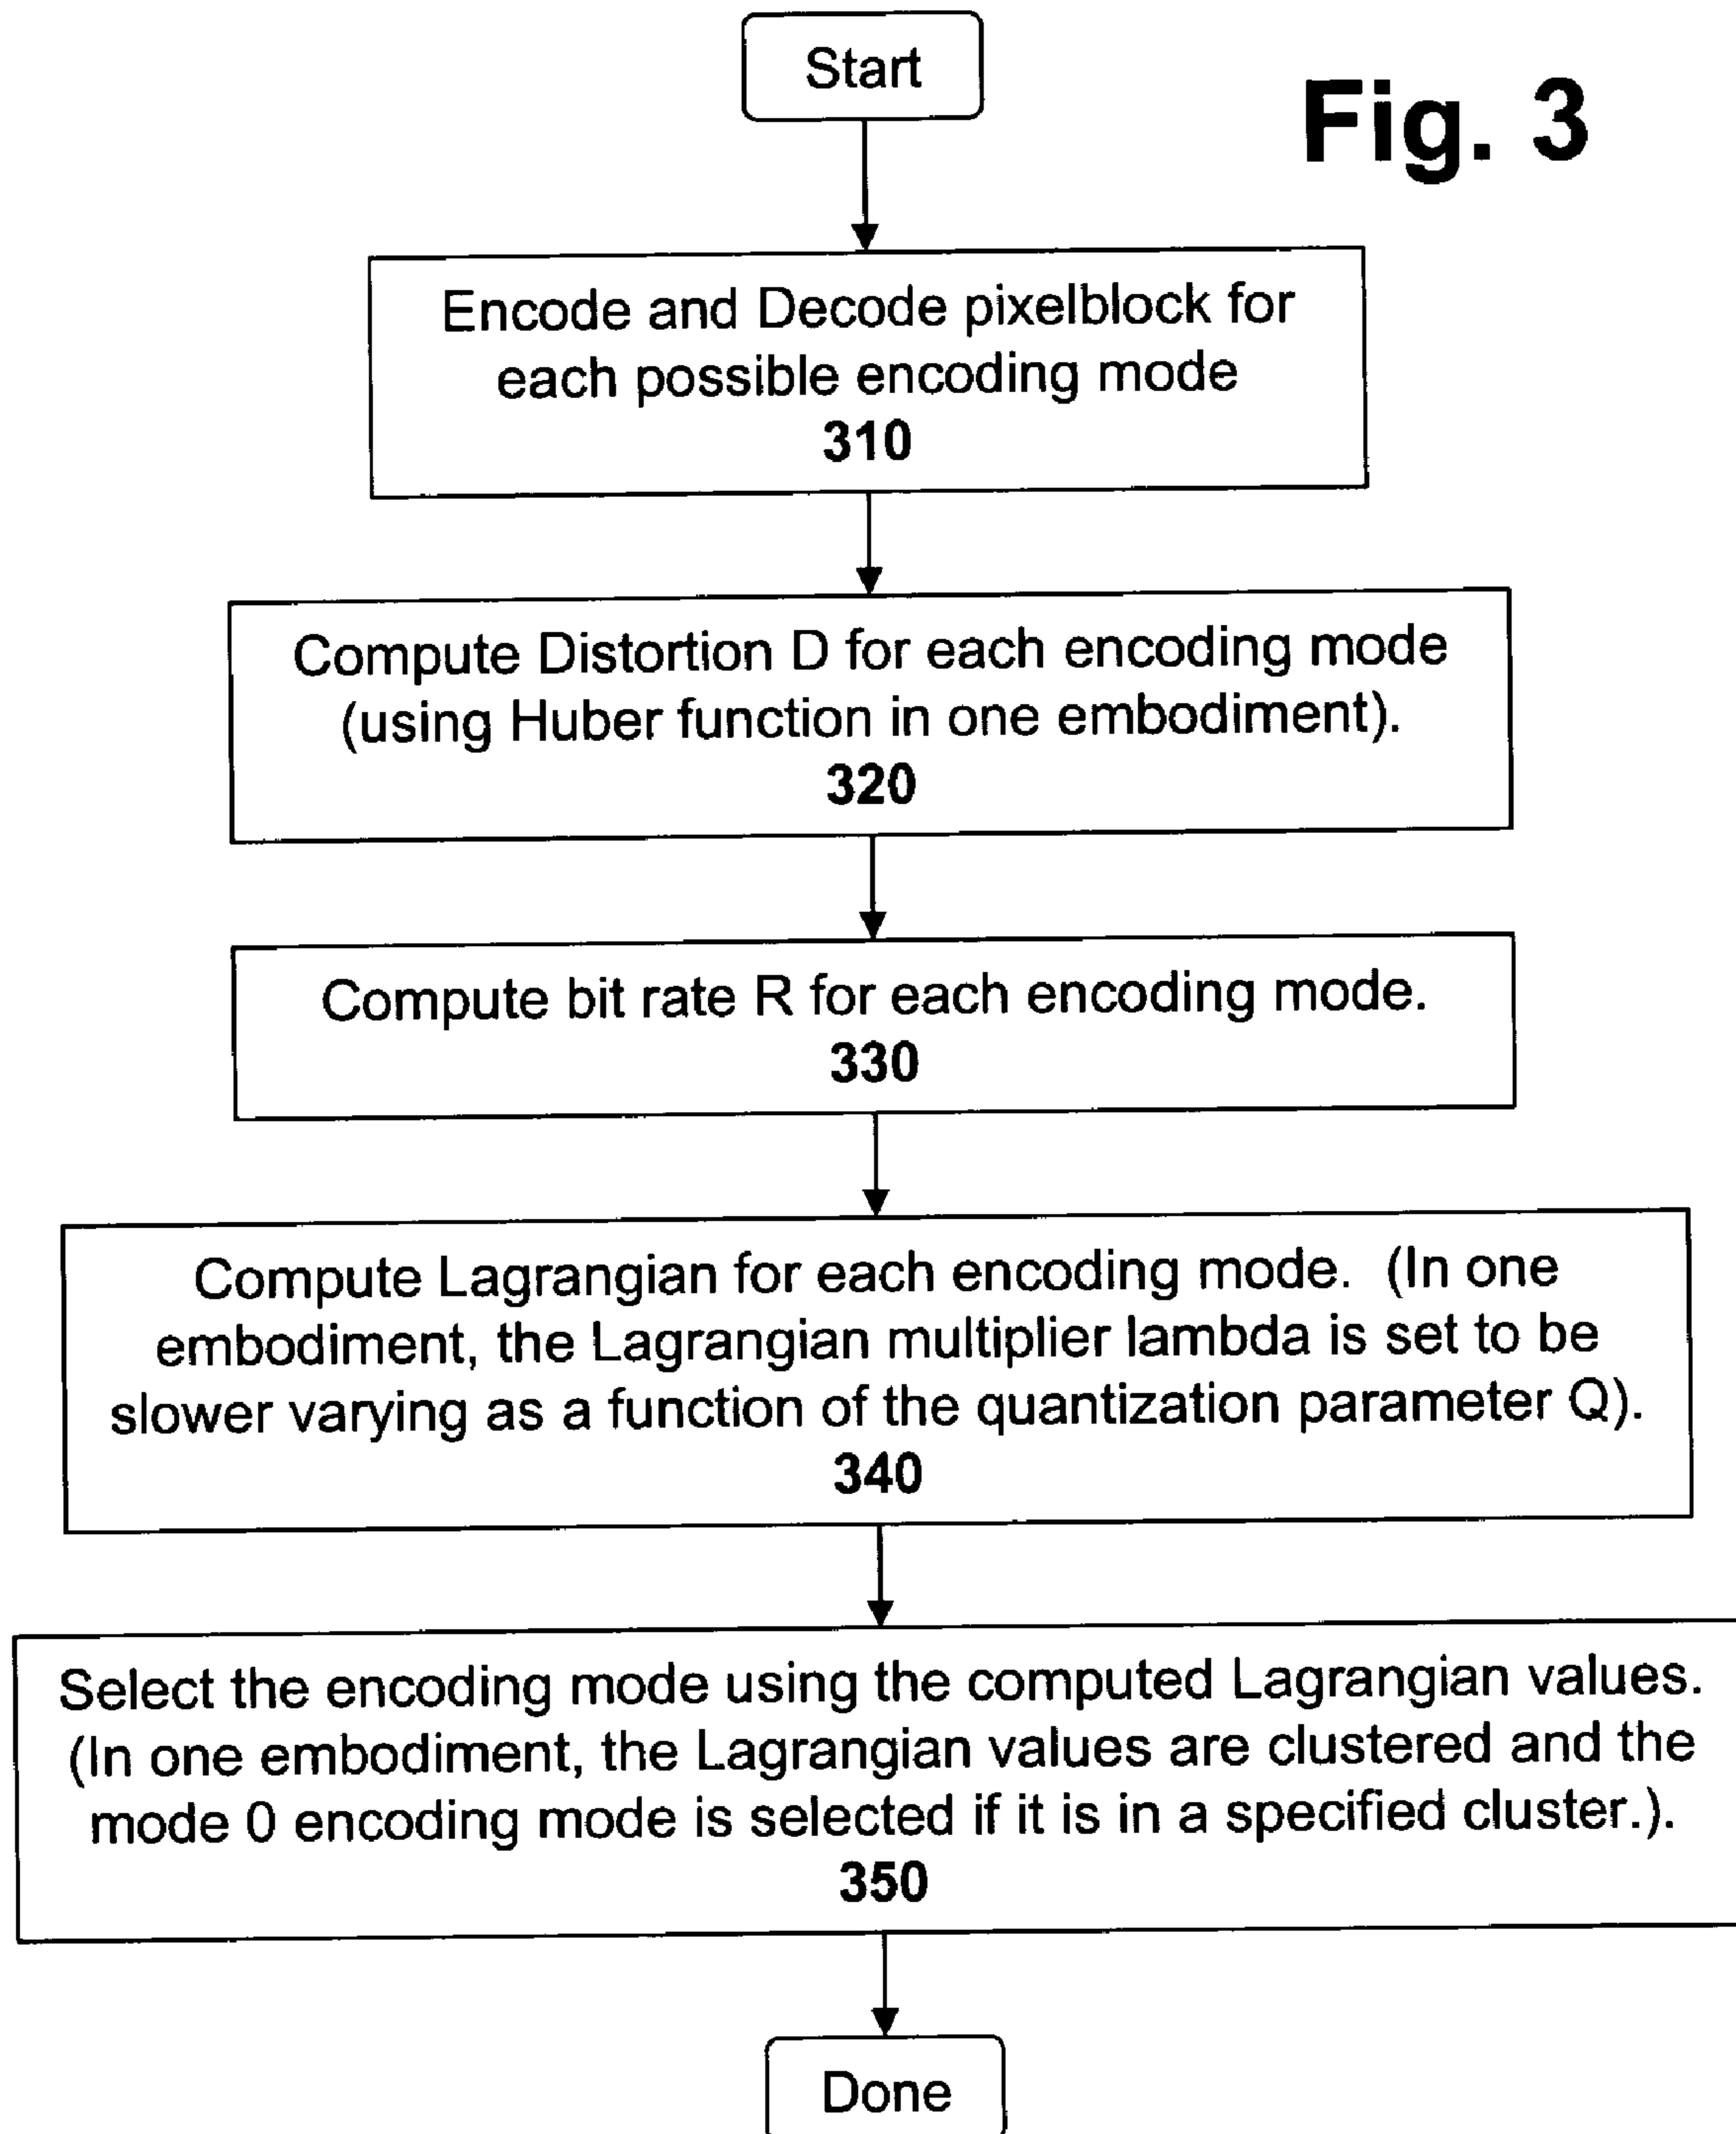 Start
Fig. 3
Encode and Decode pixelblock for
each possible encoding mode
310
Compute Distortion D for each encoding mode
(using Huber function in one embodiment).
320
Compute bit rate R for each encoding mode.
330
Compute Lagrangian for each encoding mode. (In one
embodiment, the Lagrangian multiplier lambda is set to be
slower varying as a function of the quantization parameter Q).
340
Select the encoding mode using the computed Lagrangian values.
(In one embodiment, the Lagrangian values are clustered and the
mode 0 encoding mode is selected if it is in a specified cluster.).
350
Done